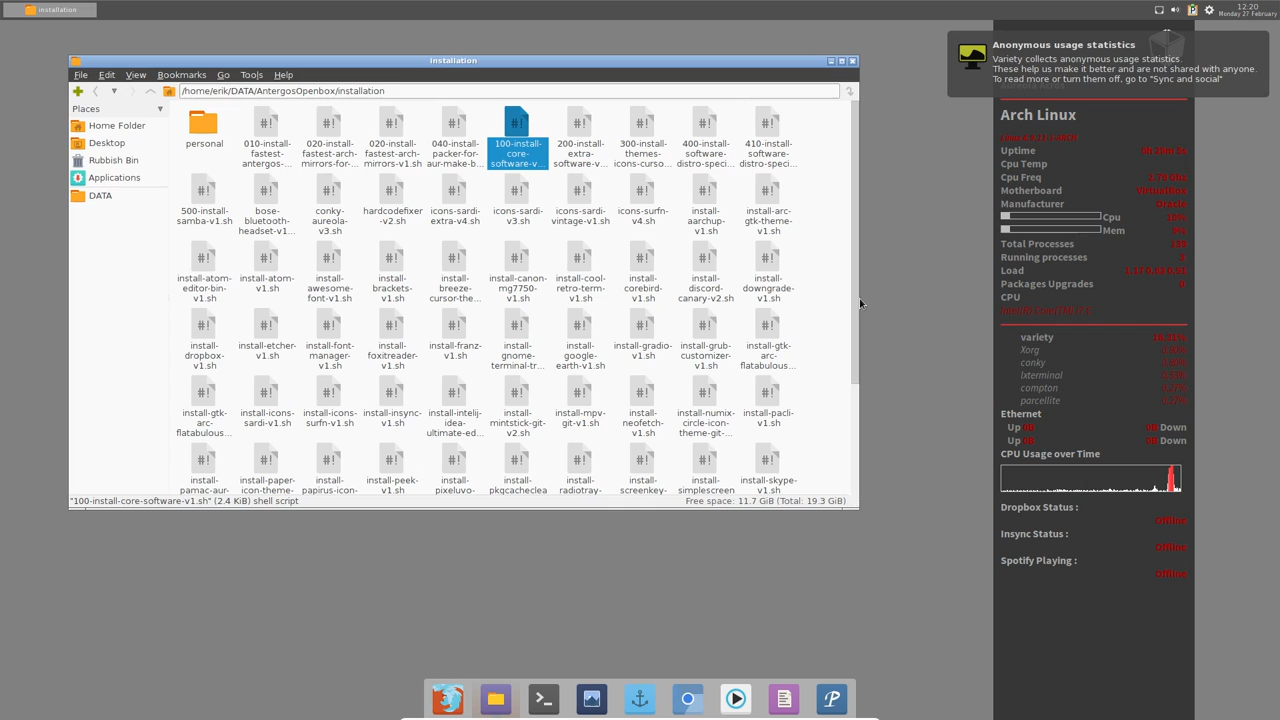 installation
12.20
Monday 27 February
installation
File Edit View Bookmarks Go Tools Help
/home/erik/DATA/AntergosOpenbox/installation
Places
Home Folder
Desktop
Rubbish Bin
Applications
DATA
personal
010-install-fastest-antergos-...
020-install-fastest-arch-mirrors-for-...
020-install-fastest-arch-mirrors-v1.sh
040-install-packer-for-aur-make-b...
100-install-core-software-v...
200-install-extra-software-v...
300-install-themes-icons-curso...
400-install-software-distro-speci...
410-install-software-distro-speci...
500-install-samba-v1.sh
bose-bluetooth-headset-v1...
conky-aureola-v3.sh
hardcodefixer-v2.sh
icons-sardi-extra-v4.sh
icons-sardi-v3.sh
icons-sardi-vintage-v1.sh
icons-surfn-v4.sh
install-aarchup-v1.sh
install-arc-gtk-theme-v1.sh
install-atom-editor-bin-v1.sh
install-atom-v1.sh
install-awesome-font-v1.sh
install-brackets-v1.sh
install-breeze-cursor-the...
install-canon-mg7750-v1.sh
install-cool-retro-term-v1.sh
install-corebird-v1.sh
install-discord-canary-v2.sh
install-downgrade-v1.sh
install-dropbox-v1.sh
install-etcher-v1.sh
install-font-manager-v1.sh
install-foxitreader-v1.sh
install-franz-v1.sh
install-gnome-terminal-tr...
install-google-earth-v1.sh
install-gradio-v1.sh
install-grub-customizer-v1.sh
install-gtk-arc-flatabulous...
install-gtk-arc-flatabulous...
install-icons-sardi-v1.sh
install-icons-surfn-v1.sh
install-insync-v1.sh
install-intelij-idea-ultimate-ed...
install-mintstick-git-v2.sh
install-mpv-git-v1.sh
install-neofetch-v1.sh
install-numix-circle-icon-theme-git-...
install-pacli-v1.sh
install-pamac-aur-
install-paper-icon-theme-
install-papirus-icon-
install-peek-v1.sh
install-pixeluvo-
install-pkgcacheclea
install-radiotray-
install-screenkey-
install-simplescreen
install-skype-v1.sh
"100-install-core-software-v1.sh" (2.4 KiB) shell script
Free space: 11.7 GiB (Total: 19.3 GiB)
Anonymous usage statistics
Variety collects anonymous usage statistics.
These help us make it better and are not shared with anyone.
To read more or turn them off, go to "Sync and social"
Arch Linux
Uptime
Cpu Temp
Cpu Freq
Motherboard VirtualBox
Manufacturer Oracle
Cpu
Mem
Total Processes
Running processes
Load
Packages Upgrades 0
CPU
variety
Xorg
conky
lxterminal
compton
parcellite
Ethernet
Up 0B 0B Down
Up 0B 0B Down
CPU Usage over Time
Dropbox Status :
Offline
Insync Status :
Offline
Spotify Playing :
Offline